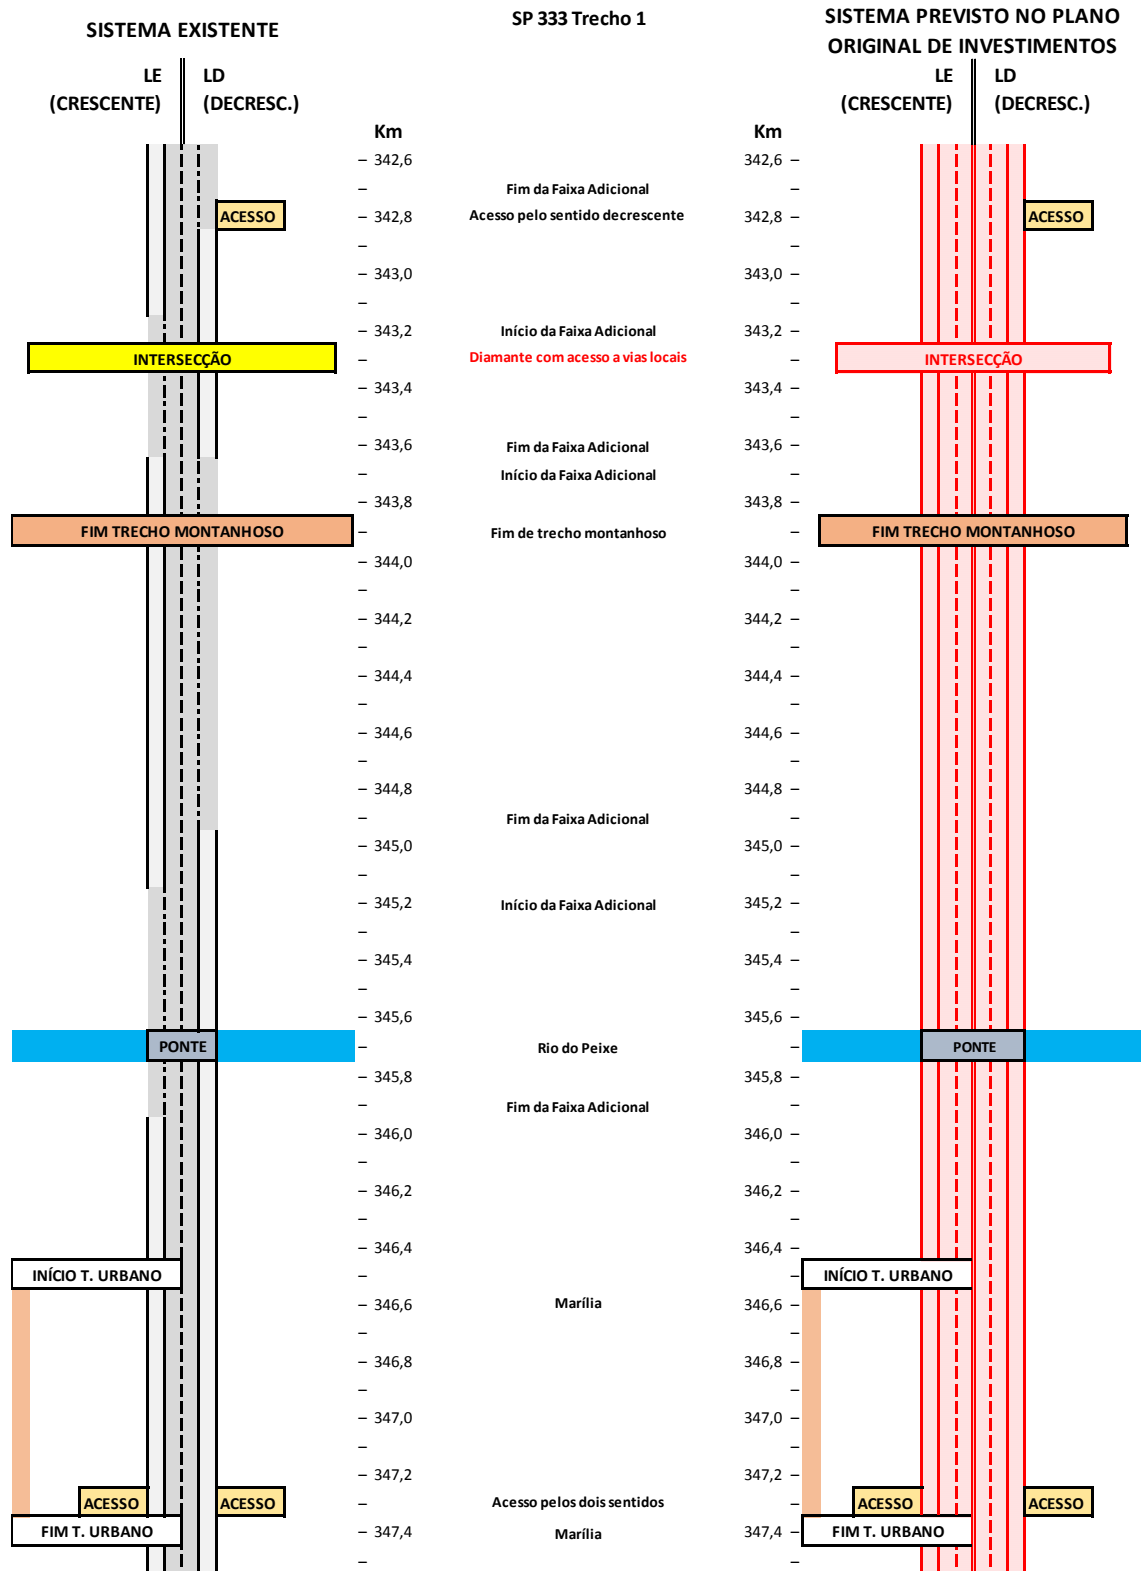 SP 333 Trecho 1
SISTEMA EXISTENTE
SISTEMA PREVISTO NO PLANO
ORIGINAL DE INVESTIMENTOS
LE LD
(CRESCENTE) (DECRESC.)
LE LD
(CRESCENTE) (DECRESC.)
Km Km
342,6 342,6
Fim da Faixa Adicional
ACESSO 342,8 Acesso pelo sentido decrescente 342,8 ACESSO
343,0 343,0
343,2 Início da Faixa Adicional 343,2
INTERSECÇÃO Diamante com acesso a vias locais INTERSECÇÃO
343,4 343,4
343,6 Fim da Faixa Adicional 343,6
Início da Faixa Adicional
343,8 343,8
FIM TRECHO MONTANHOSO Fim de trecho montanhoso FIM TRECHO MONTANHOSO
344,0 344,0
344,2 344,2
344,4 344,4
344,6 344,6
344,8 344,8
Fim da Faixa Adicional
345,0 345,0
345,2 Início da Faixa Adicional 345,2
345,4 345,4
345,6 345,6
PONTE Rio do Peixe PONTE
345,8 345,8
Fim da Faixa Adicional
346,0 346,0
346,2 346,2
346,4 346,4
INÍCIO T. URBANO INÍCIO T. URBANO
346,6 Marília 346,6
346,8 346,8
347,0 347,0
347,2 347,2
ACESSO ACESSO Acesso pelos dois sentidos ACESSO ACESSO
FIM T. URBANO 347,4 Marília 347,4 FIM T. URBANO